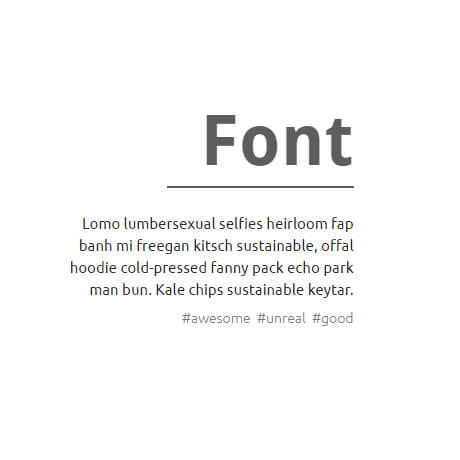 Font
Lomo lumbersexual selfies heirloom fap
banh mi freegan kitsch sustainable, offal
hoodie cold-pressed fanny pack echo park
man bun. Kale chips sustainable keytar.
#awesome #unreal #good